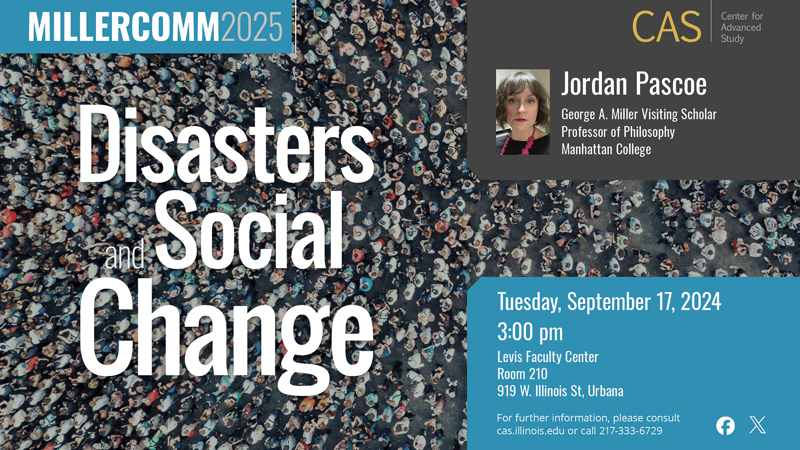 MILLERCOMM2025
Disasters
and Social
Change
CAS
Center for
Advanced
Study
Jordan Pascoe
George A. Miller Visiting Scholar
Professor of Philosophy
Manhattan College
Tuesday, September 17, 2024
3:00 pm
Levis Faculty Center
Room 210
919 W. Illinois St, Urbana
For further information, please consult
cas.illinois.edu or call 217-333-6729